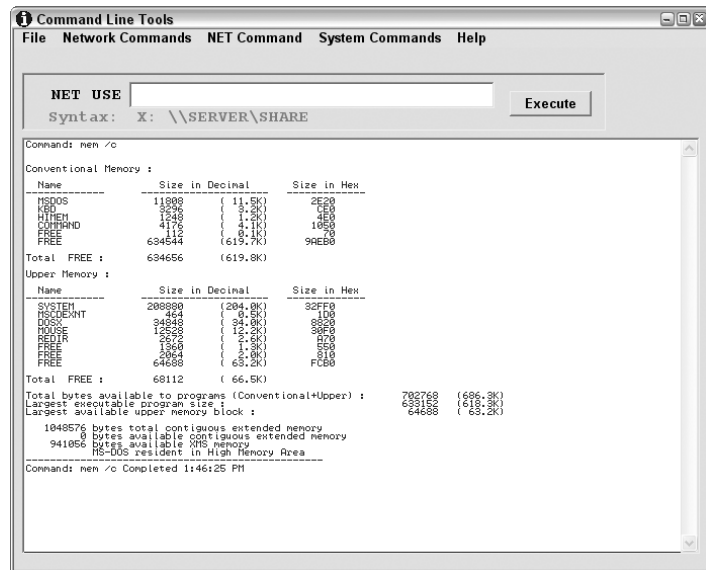 Command Line Tools
File Network Commands NET Command System Commands Help
NET USE
Execute
Syntax: X: \\SERVER\SHARE
Command: mem /c
Conventional Memory :
Name Size in Decimal Size in Hex
MSDOS 11808 ( 11.5K) 2E20
KBD 3296 ( 3.2K) CE0
HIMEM 1248 ( 1.2K) 4E0
COMMAND 4176 ( 4.1K) 1050
FREE 112 ( 0.1K) 70
FREE 634544 (619.7K) 9AEB0
Total FREE : 634656 (619.8K)
Upper Memory :
Name Size in Decimal Size in Hex
SYSTEM 208880 (204.0K) 32FF0
MSCDEXNT 464 ( 0.5K) 1D0
DOSX 34848 ( 34.0K) 8820
MOUSE 12528 ( 12.2K) 30F0
REDIR 2672 ( 2.6K) A70
FREE 1360 ( 1.3K) 550
FREE 2064 ( 2.0K) 810
FREE 64688 ( 63.2K) FCB0
Total FREE : 68112 ( 66.5K)
Total bytes available to programs (Conventional+Upper) : 702768 (686.3K)
Largest executable program size : 633152 (618.3K)
Largest available upper memory block : 64688 ( 63.2K)
1048576 bytes total contiguous extended memory
0 bytes available contiguous extended memory
941056 bytes available XMS memory
MS-DOS resident in High Memory Area
Command: mem /c Completed 1:46:25 PM